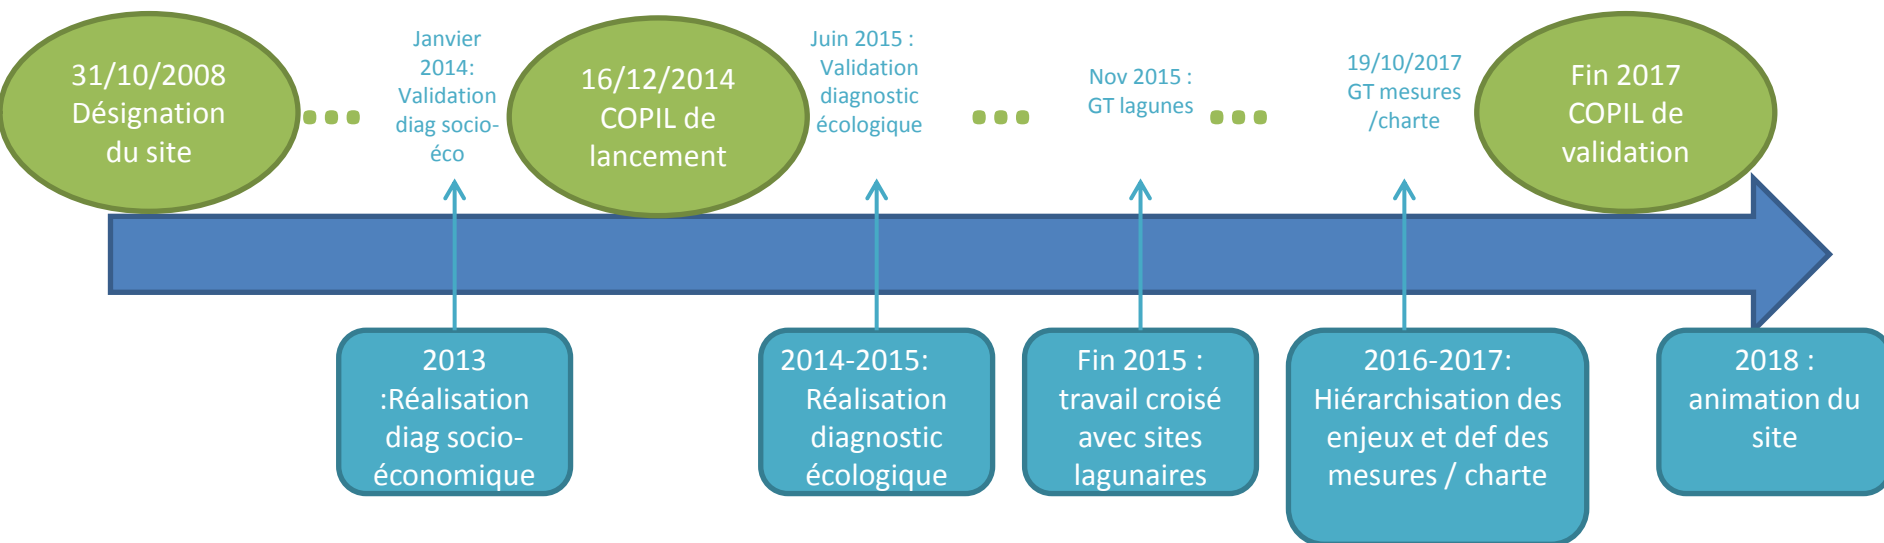 31/10/2008
Désignation
du site
Janvier
2014:
Validation
diag socio-
éco
16/12/2014
COPIL de
lancement
Juin 2015 :
Validation
diagnostic
écologique
Nov 2015 :
GT lagunes
19/10/2017
GT mesures
/charte
Fin 2017
COPIL de
validation
2013
:Réalisation
diag socio-
économique
2014-2015:
Réalisation
diagnostic
écologique
Fin 2015 :
travail croisé
avec sites
lagunaires
2016-2017:
Hiérarchisation des
enjeux et def des
mesures / charte
2018 :
animation du
site